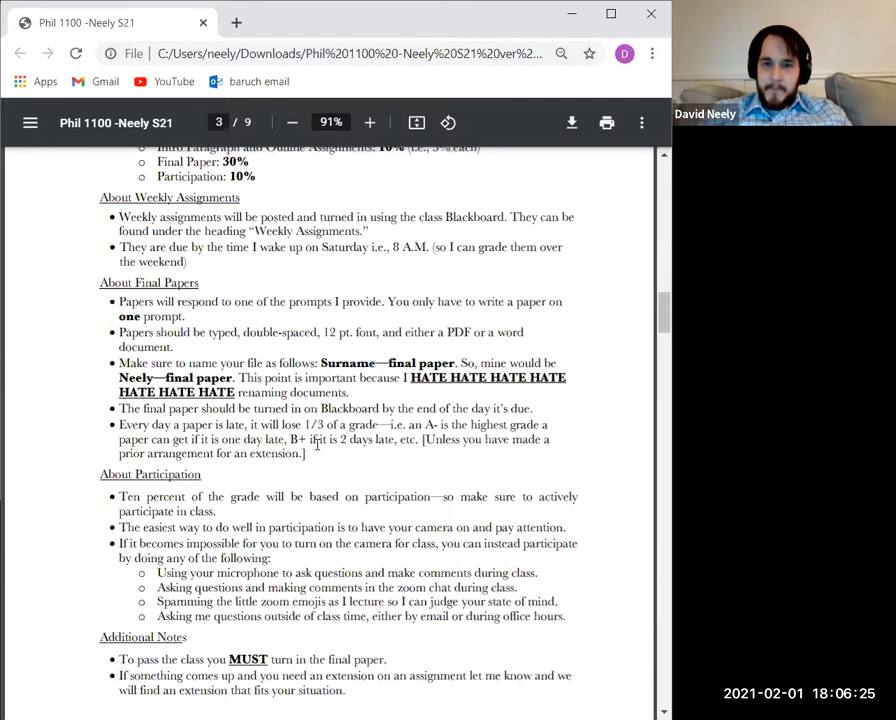 Phil 1100 -Neely S21
File
C:/Users/neely/Downloads/Phil%201100%20-Neely%20S21%20ver%2...
D
Apps
Gmail
YouTube
baruch email
David Neely
Phil 1100 -Neely S21
3 / 9
91%
Intro Paragraph and Outline Assignments: 10% (i.e., 5% each)
Final Paper: 30%
Participation: 10%
About Weekly Assignments
Weekly assignments will be posted and turned in using the class Blackboard. They can be
found under the heading “Weekly Assignments.”
They are due by the time I wake up on Saturday i.e., 8 A.M. (so I can grade them over
the weekend)
About Final Papers
Papers will respond to one of the prompts I provide. You only have to write a paper on
one prompt.
Papers should be typed, double-spaced, 12 pt. font, and either a PDF or a word
document.
Make sure to name your file as follows: Surname—final paper. So, mine would be
Neely—final paper. This point is important because I HATE HATE HATE HATE
HATE HATE HATE renaming documents.
The final paper should be turned in on Blackboard by the end of the day it’s due.
Every day a paper is late, it will lose 1/3 of a grade—i.e. an A- is the highest grade a
paper can get if it is one day late, B+ if it is 2 days late, etc. [Unless you have made a
prior arrangement for an extension.]
About Participation
Ten percent of the grade will be based on participation—so make sure to actively
participate in class.
The easiest way to do well in participation is to have your camera on and pay attention.
If it becomes impossible for you to turn on the camera for class, you can instead participate
by doing any of the following:
Using your microphone to ask questions and make comments during class.
Asking questions and making comments in the zoom chat during class.
Spamming the little zoom emojis as I lecture so I can judge your state of mind.
Asking me questions outside of class time, either by email or during office hours.
Additional Notes
To pass the class you MUST turn in the final paper.
If something comes up and you need an extension on an assignment let me know and we
will find an extension that fits your situation.
2021-02-01 18:06:25